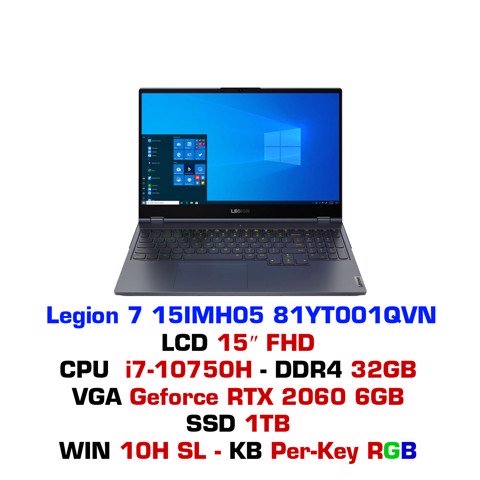 LEGION
Legion 7 15IMH05 81YT001QVN
LCD 15" FHD
CPU i7-10750H - DDR4 32GB
VGA Geforce RTX 2060 6GB
SSD 1TB
WIN 10H SL - KB Per-Key RGB